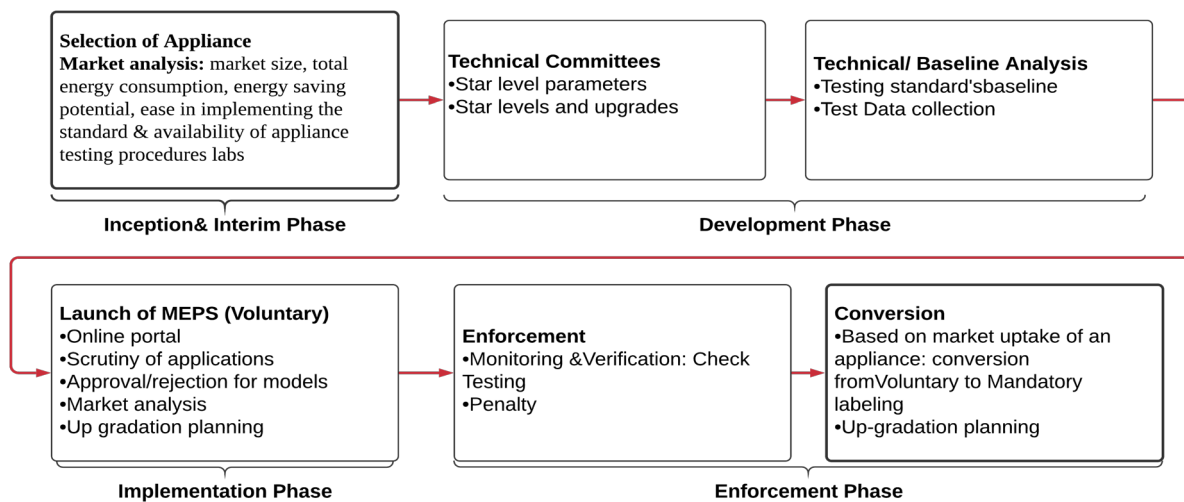 Selection of Appliance
Market analysis: market size, total
energy consumption, energy saving
potential, ease in implementing the
standard & availability of appliance
testing procedures labs
Technical Committees
•Star level parameters
•Star levels and upgrades
Technical/ Baseline Analysis
•Testing standard'sbaseline
•Test Data collection
Inception& Interim Phase
Development Phase
Launch of MEPS (Voluntary)
•Online portal
•Scrutiny of applications
•Approval/rejection for models
•Market analysis
•Up gradation planning
Enforcement
•Monitoring &Verification: Check
Testing
•Penalty
Conversion
•Based on market uptake of an
appliance: conversion
fromVoluntary to Mandatory
labeling
•Up-gradation planning
Implementation Phase
Enforcement Phase